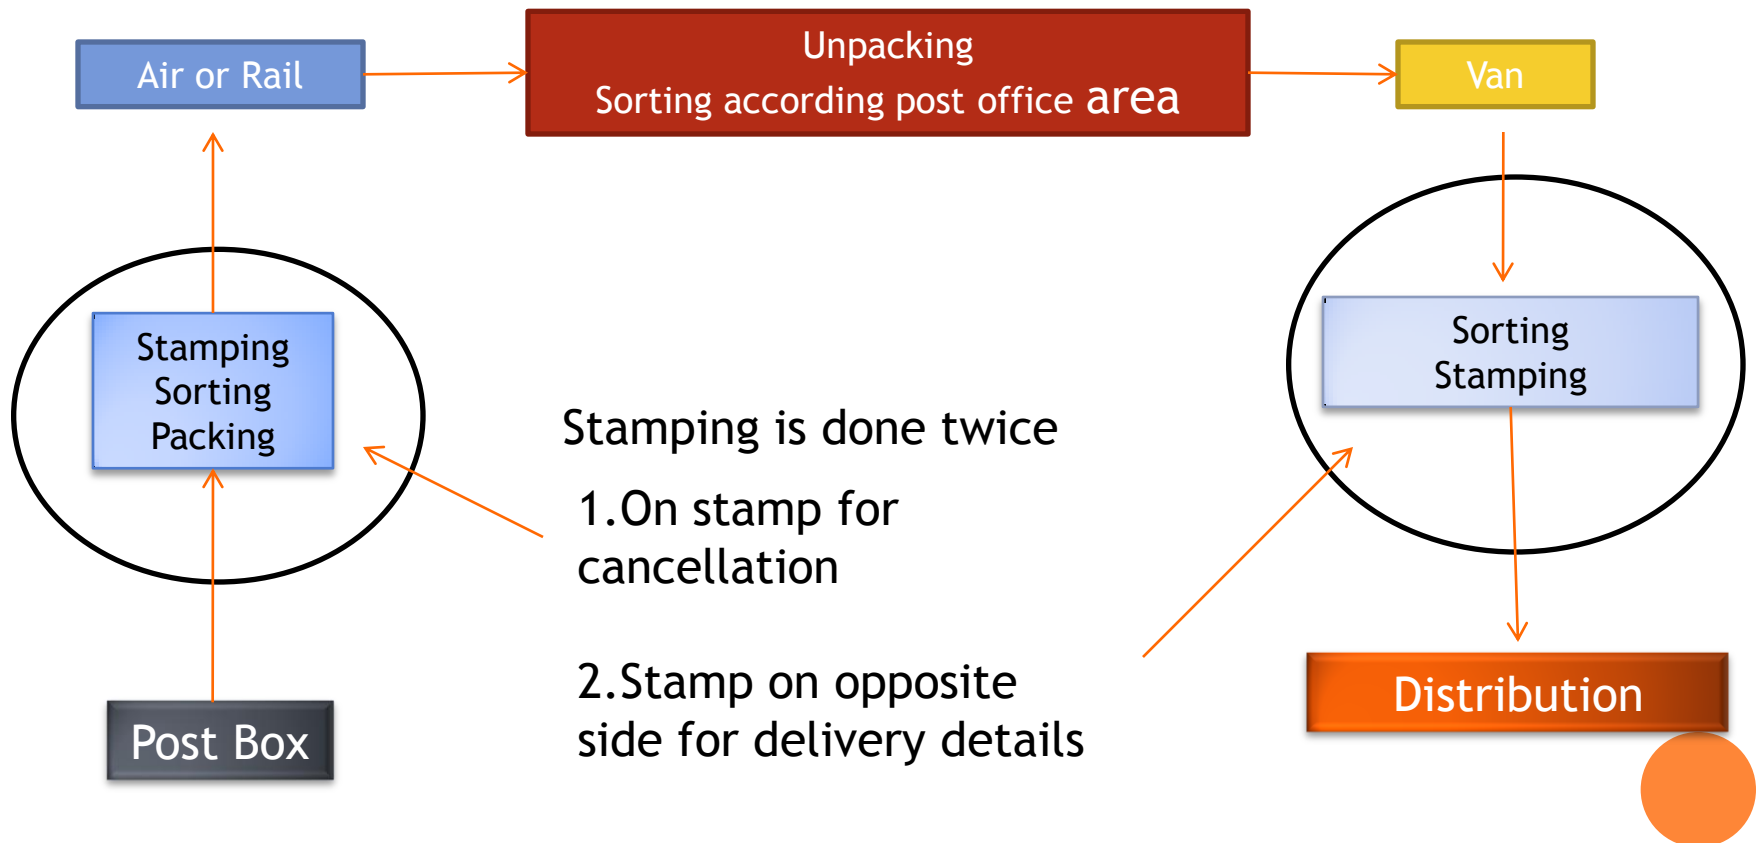 Air or Rail
Unpacking
Sorting according post office area
Van
Stamping
Sorting
Packing
Sorting
Stamping
Stamping is done twice
1.On stamp for
cancellation
2.Stamp on opposite
side for delivery details
Post Box
Distribution